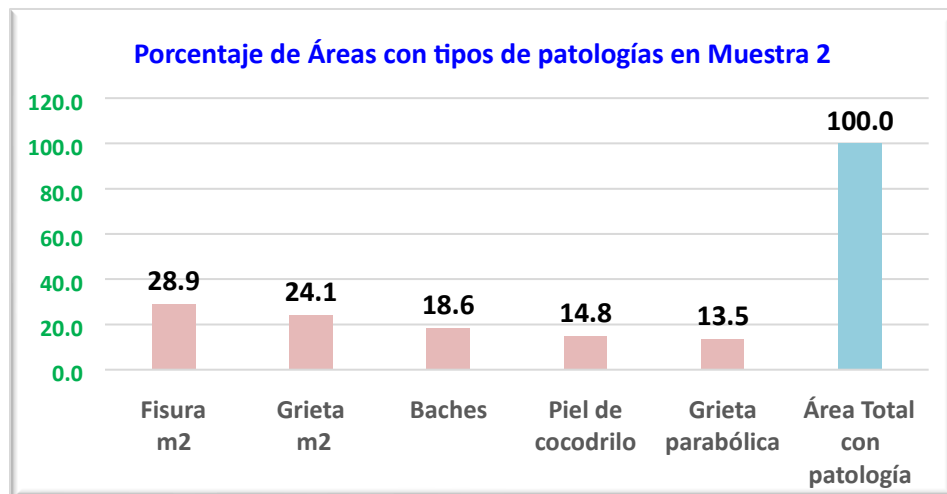 Porcentaje de Áreas con tipos de patologías en Muestra 2
120.0
100.0
80.0
60.0
40.0
20.0
0.0
28.9
24.1
18.6
14.8
13.5
100.0
Fisura
m2
Grieta
m2
Baches
Piel de
cocodrilo
Grieta
parabólica
Área Total
con
patología